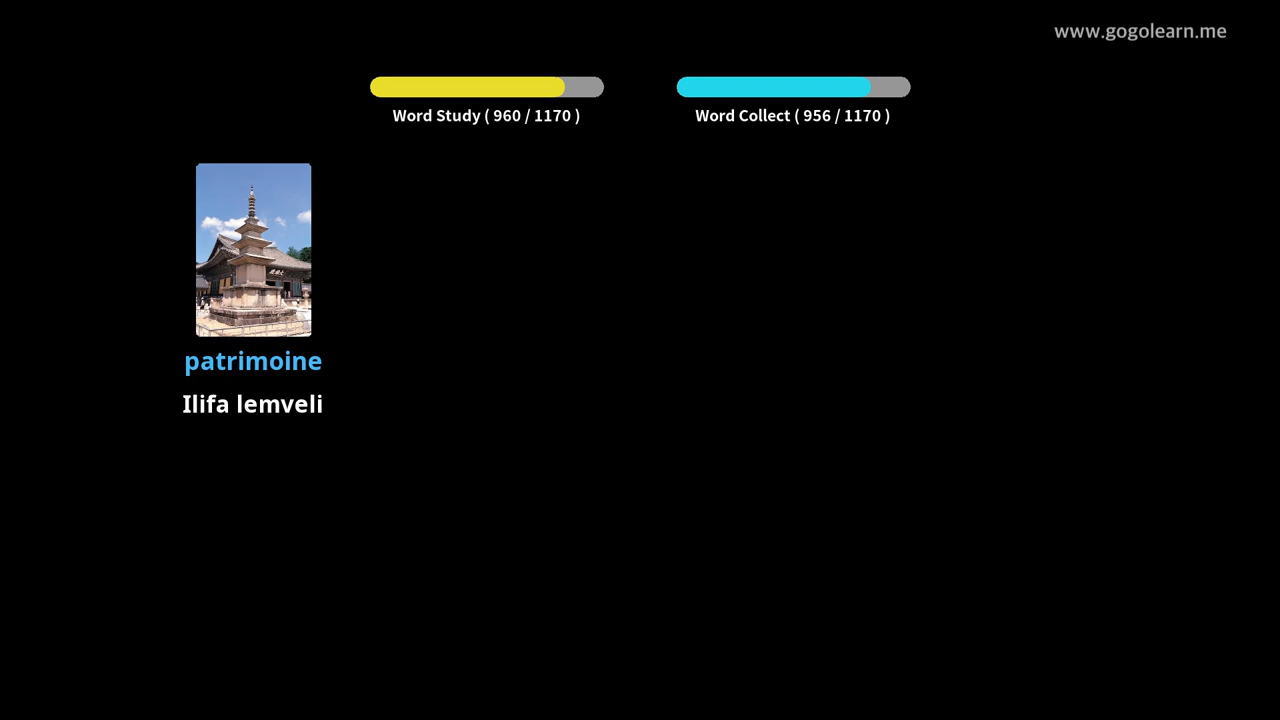 www.gogolearn.me
Word Study ( 960 / 1170 )
Word Collect ( 956 / 1170 )
patrimoine
Ilifa lemveli